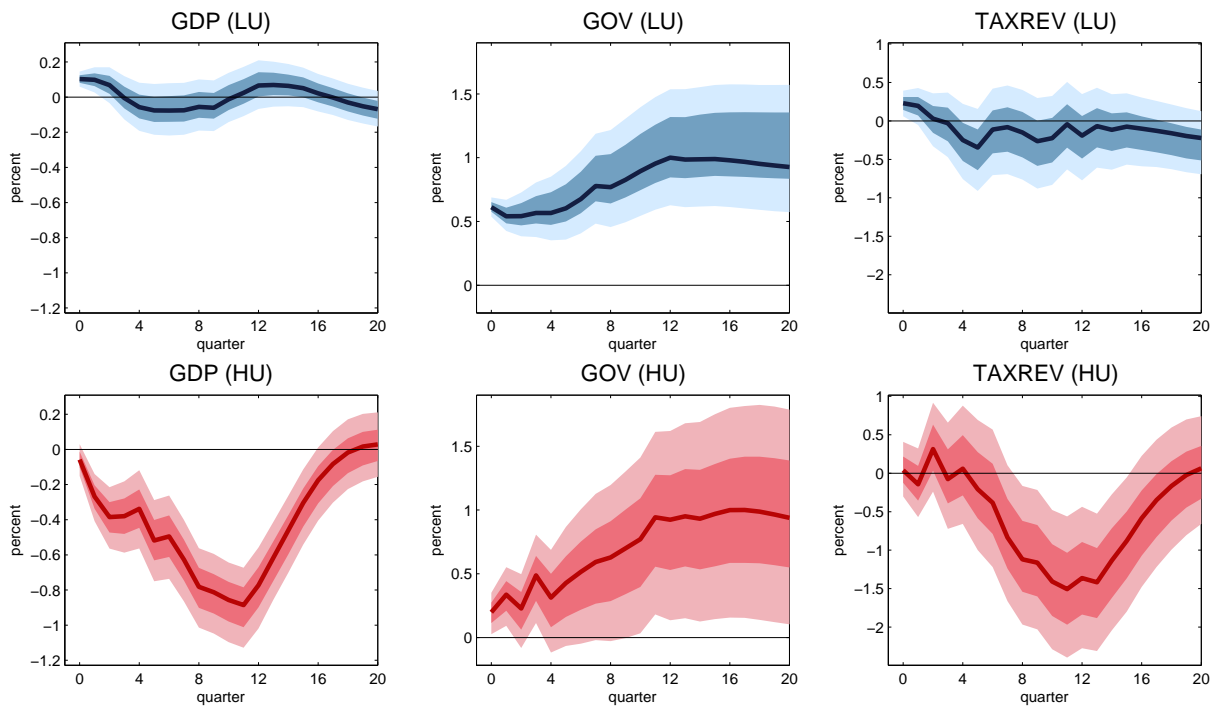 GDP (LU)
0.2
0
−0.2
−0.4
−0.6
−0.8
−1
−1.2
percent
0 4 8 12 16 20
quarter
GOV (LU)
1.5
1
0.5
0
percent
0 4 8 12 16 20
quarter
TAXREV (LU)
1
0.5
0
−0.5
−1
−1.5
−2
percent
0 4 8 12 16 20
quarter
GDP (HU)
0.2
0
−0.2
−0.4
−0.6
−0.8
−1
−1.2
percent
0 4 8 12 16 20
quarter
GOV (HU)
1.5
1
0.5
0
percent
0 4 8 12 16 20
quarter
TAXREV (HU)
1
0.5
0
−0.5
−1
−1.5
−2
percent
0 4 8 12 16 20
quarter